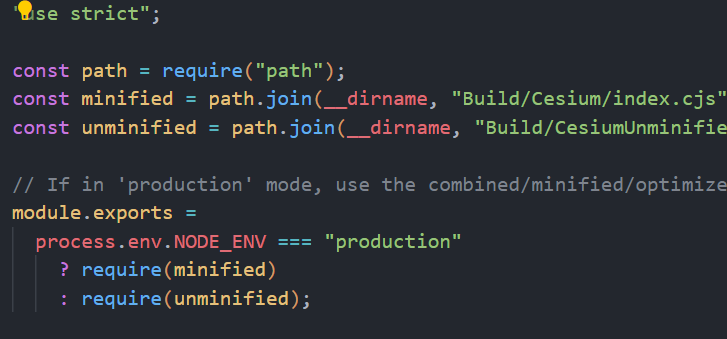 "use strict";
const path = require("path");
const minified = path.join(__dirname, "Build/Cesium/index.cjs"
const unminified = path.join(__dirname, "Build/CesiumUnminifie
// If in 'production' mode, use the combined/minified/optimize
module.exports =
process.env.NODE_ENV === "production"
? require(minified)
: require(unminified);